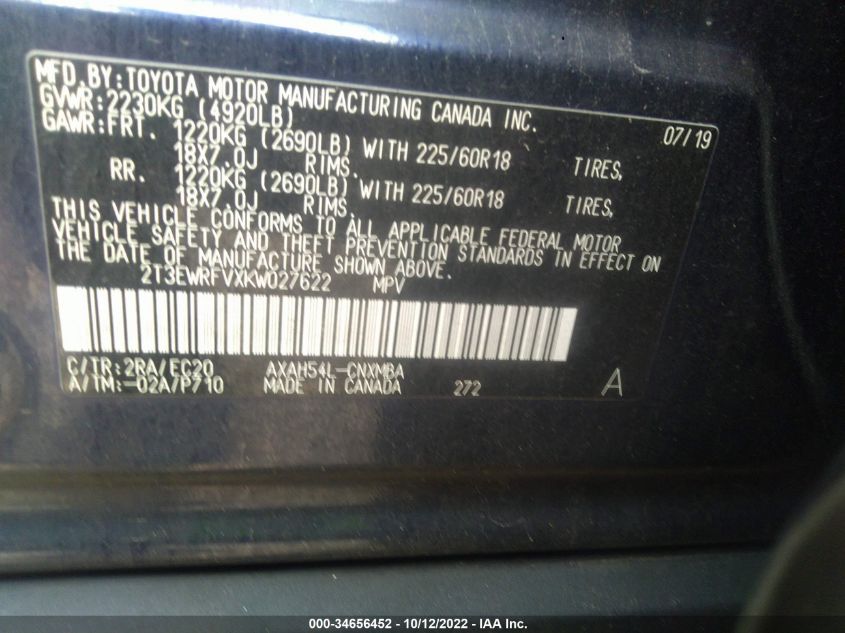 MFD. BY: TOYOTA MOTOR MANUFACTURING CANADA INC. 07/19
GVWR: 2230KG (4920LB)
GAWR: FRT. 1220KG (2690LB) WITH 225/60R18 TIRES,
18X7.0J RIMS,
RR. 1220KG (2690LB) WITH 225/60R18 TIRES,
18X7.0J RIMS.
THIS VEHICLE CONFORMS TO ALL APPLICABLE FEDERAL MOTOR
VEHICLE SAFETY AND THEFT PREVENTION STANDARDS IN EFFECT ON
THE DATE OF MANUFACTURE SHOWN ABOVE.
2T3EWRFVXKW027622 MPV
C/TR: 2RA/EC20 AXAH54L-CNXMBA
A/TM: -02A/P710 MADE IN CANADA 272 A
000-34656452 - 10/12/2022 - IAA Inc.